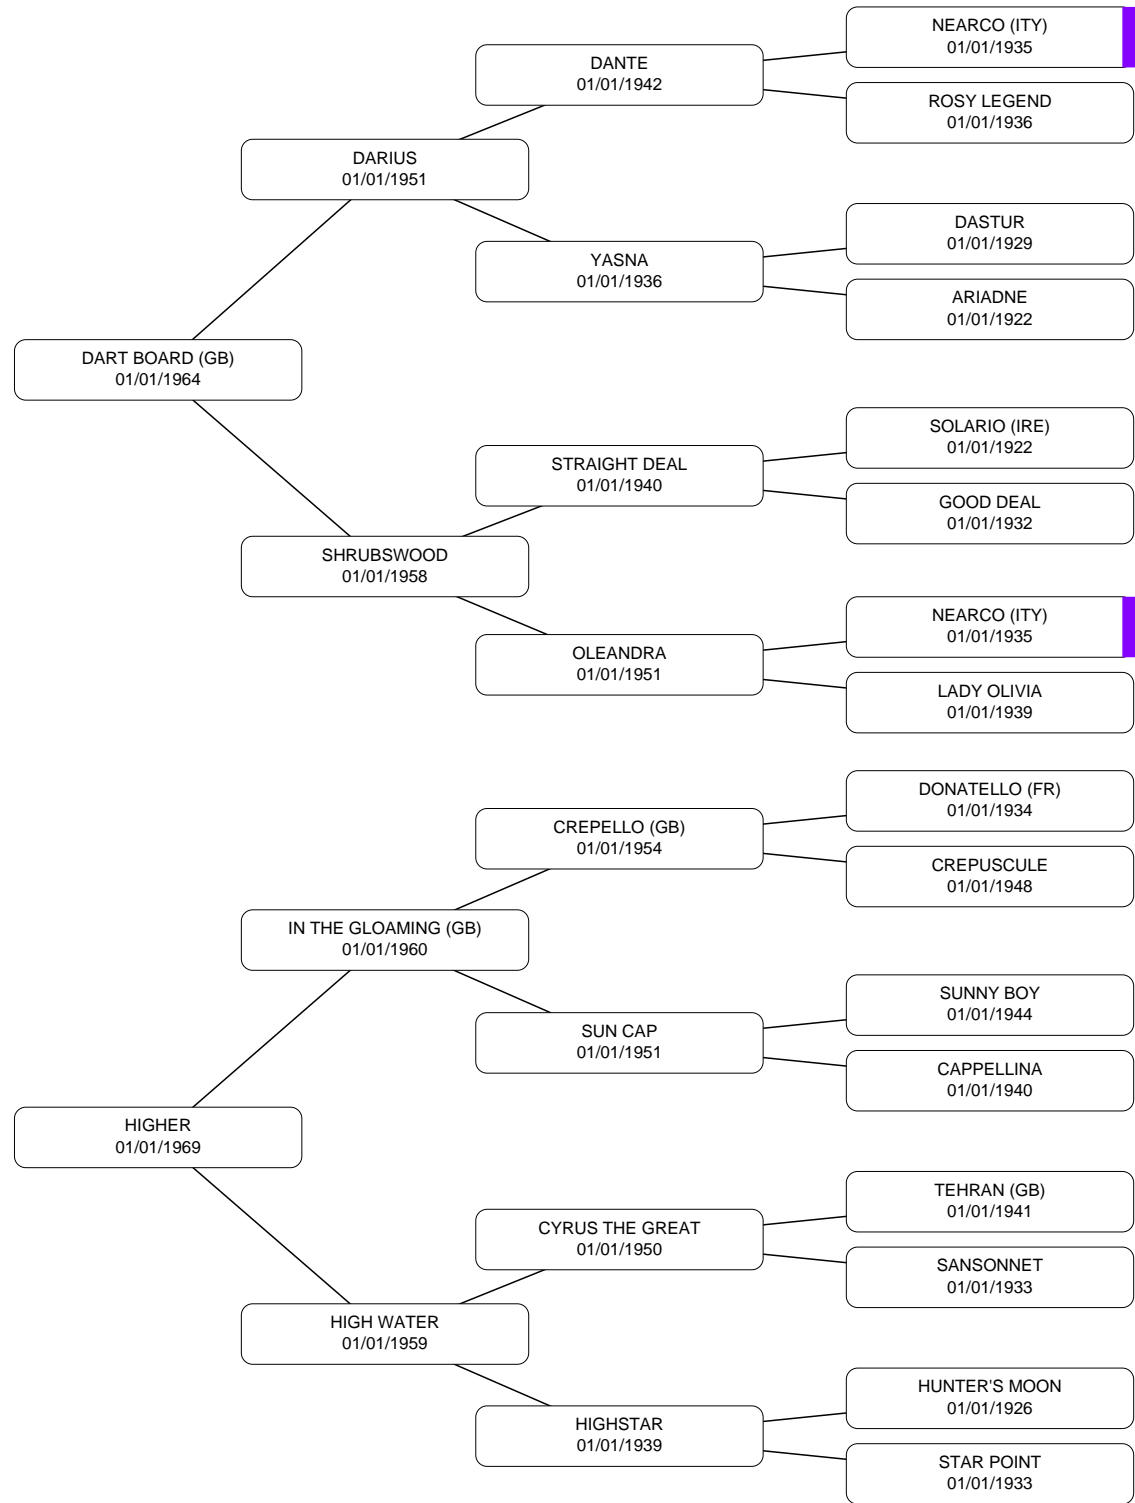 NEARCO (ITY)
01/01/1935
DANTE
01/01/1942
ROSY LEGEND
01/01/1936
DARIUS
01/01/1951
DASTUR
01/01/1929
YASNA
01/01/1936
ARIADNE
01/01/1922
DART BOARD (GB)
01/01/1964
SOLARIO (IRE)
01/01/1922
STRAIGHT DEAL
01/01/1940
GOOD DEAL
01/01/1932
SHRUBSWOOD
01/01/1958
NEARCO (ITY)
01/01/1935
OLEANDRA
01/01/1951
LADY OLIVIA
01/01/1939
DONATELLO (FR)
01/01/1934
CREPELLO (GB)
01/01/1954
CREPUSCULE
01/01/1948
IN THE GLOAMING (GB)
01/01/1960
SUNNY BOY
01/01/1944
SUN CAP
01/01/1951
CAPPELLINA
01/01/1940
HIGHER
01/01/1969
TEHRAN (GB)
01/01/1941
CYRUS THE GREAT
01/01/1950
SANSONNET
01/01/1933
HIGH WATER
01/01/1959
HUNTER'S MOON
01/01/1926
HIGHSTAR
01/01/1939
STAR POINT
01/01/1933